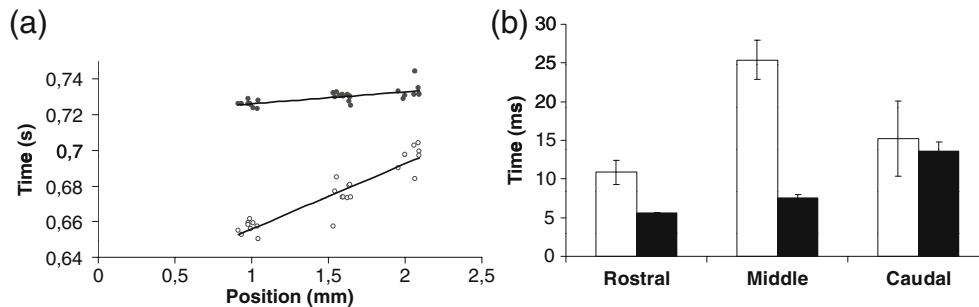 (a)
Time (s)
0,74
0,72
0,7
0,68
0,66
0,64
0 0,5 1 1,5 2 2,5
Position (mm)
(b)
Time (ms)
30
25
20
15
10
5
0
Rostral Middle Caudal